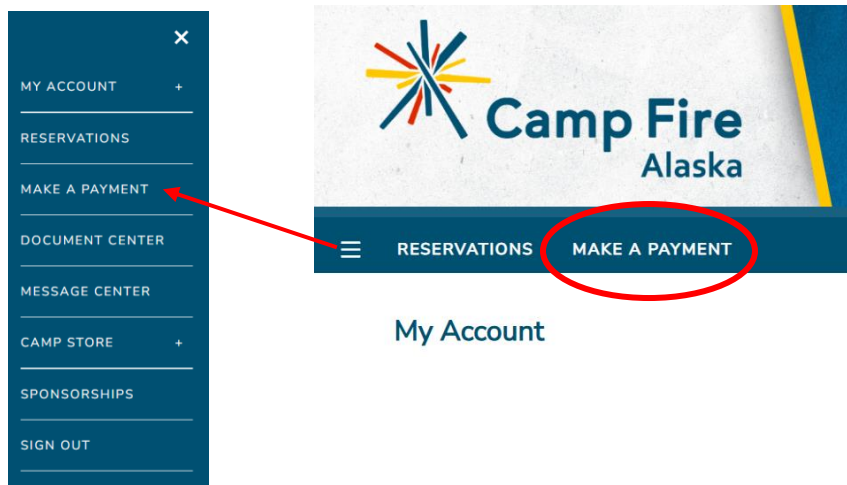 ×
MY ACCOUNT +
RESERVATIONS
MAKE A PAYMENT
DOCUMENT CENTER
MESSAGE CENTER
CAMP STORE +
SPONSORSHIPS
SIGN OUT
Camp Fire
Alaska
RESERVATIONS MAKE A PAYMENT
My Account